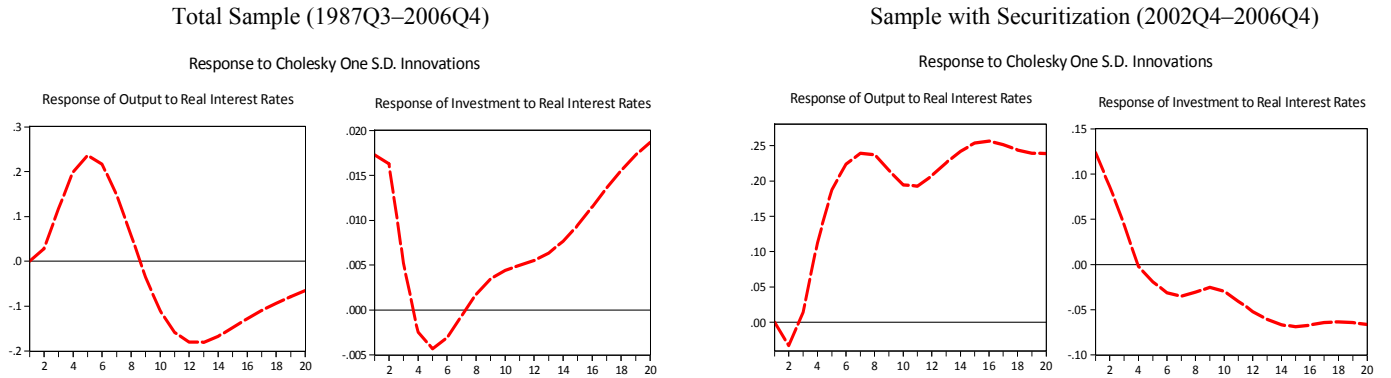 Total Sample (1987Q3–2006Q4)
Response to Cholesky One S.D. Innovations
Response of Output to Real Interest Rates
.3
.2
.1
.0
-.1
-.2
2 4 6 8 10 12 14 16 18 20
Response of Investment to Real Interest Rates
.020
.015
.010
.005
.000
-.005
2 4 6 8 10 12 14 16 18 20
Sample with Securitization (2002Q4–2006Q4)
Response to Cholesky One S.D. Innovations
Response of Output to Real Interest Rates
.25
.20
.15
.10
.05
.00
2 4 6 8 10 12 14 16 18 20
Response of Investment to Real Interest Rates
.15
.10
.05
.00
-.05
-.10
2 4 6 8 10 12 14 16 18 20